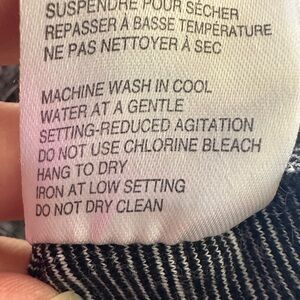 SUSPENDRE POUR SÉCHER
REPASSER À BASSE TEMPÉRATURE
NE PAS NETTOYER À SEC
MACHINE WASH IN COOL
WATER AT A GENTLE
SETTING-REDUCED AGITATION
DO NOT USE CHLORINE BLEACH
HANG TO DRY
IRON AT LOW SETTING
DO NOT DRY CLEAN